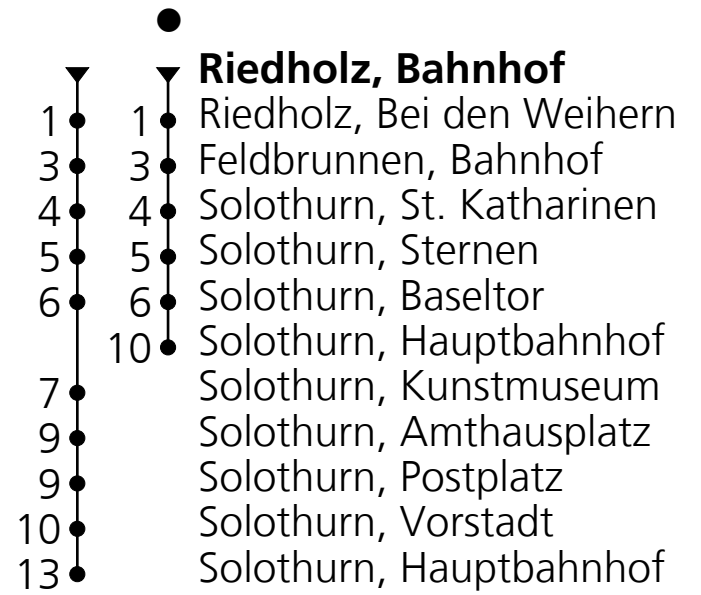 Riedholz, Bahnhof
1 1 Riedholz, Bei den Weihern
3 3 Feldbrunnen, Bahnhof
4 4 Solothurn, St. Katharinen
5 5 Solothurn, Sternen
6 6 Solothurn, Baseltor
10 Solothurn, Hauptbahnhof
7 Solothurn, Kunstmuseum
9 Solothurn, Amthausplatz
9 Solothurn, Postplatz
10 Solothurn, Vorstadt
13 Solothurn, Hauptbahnhof